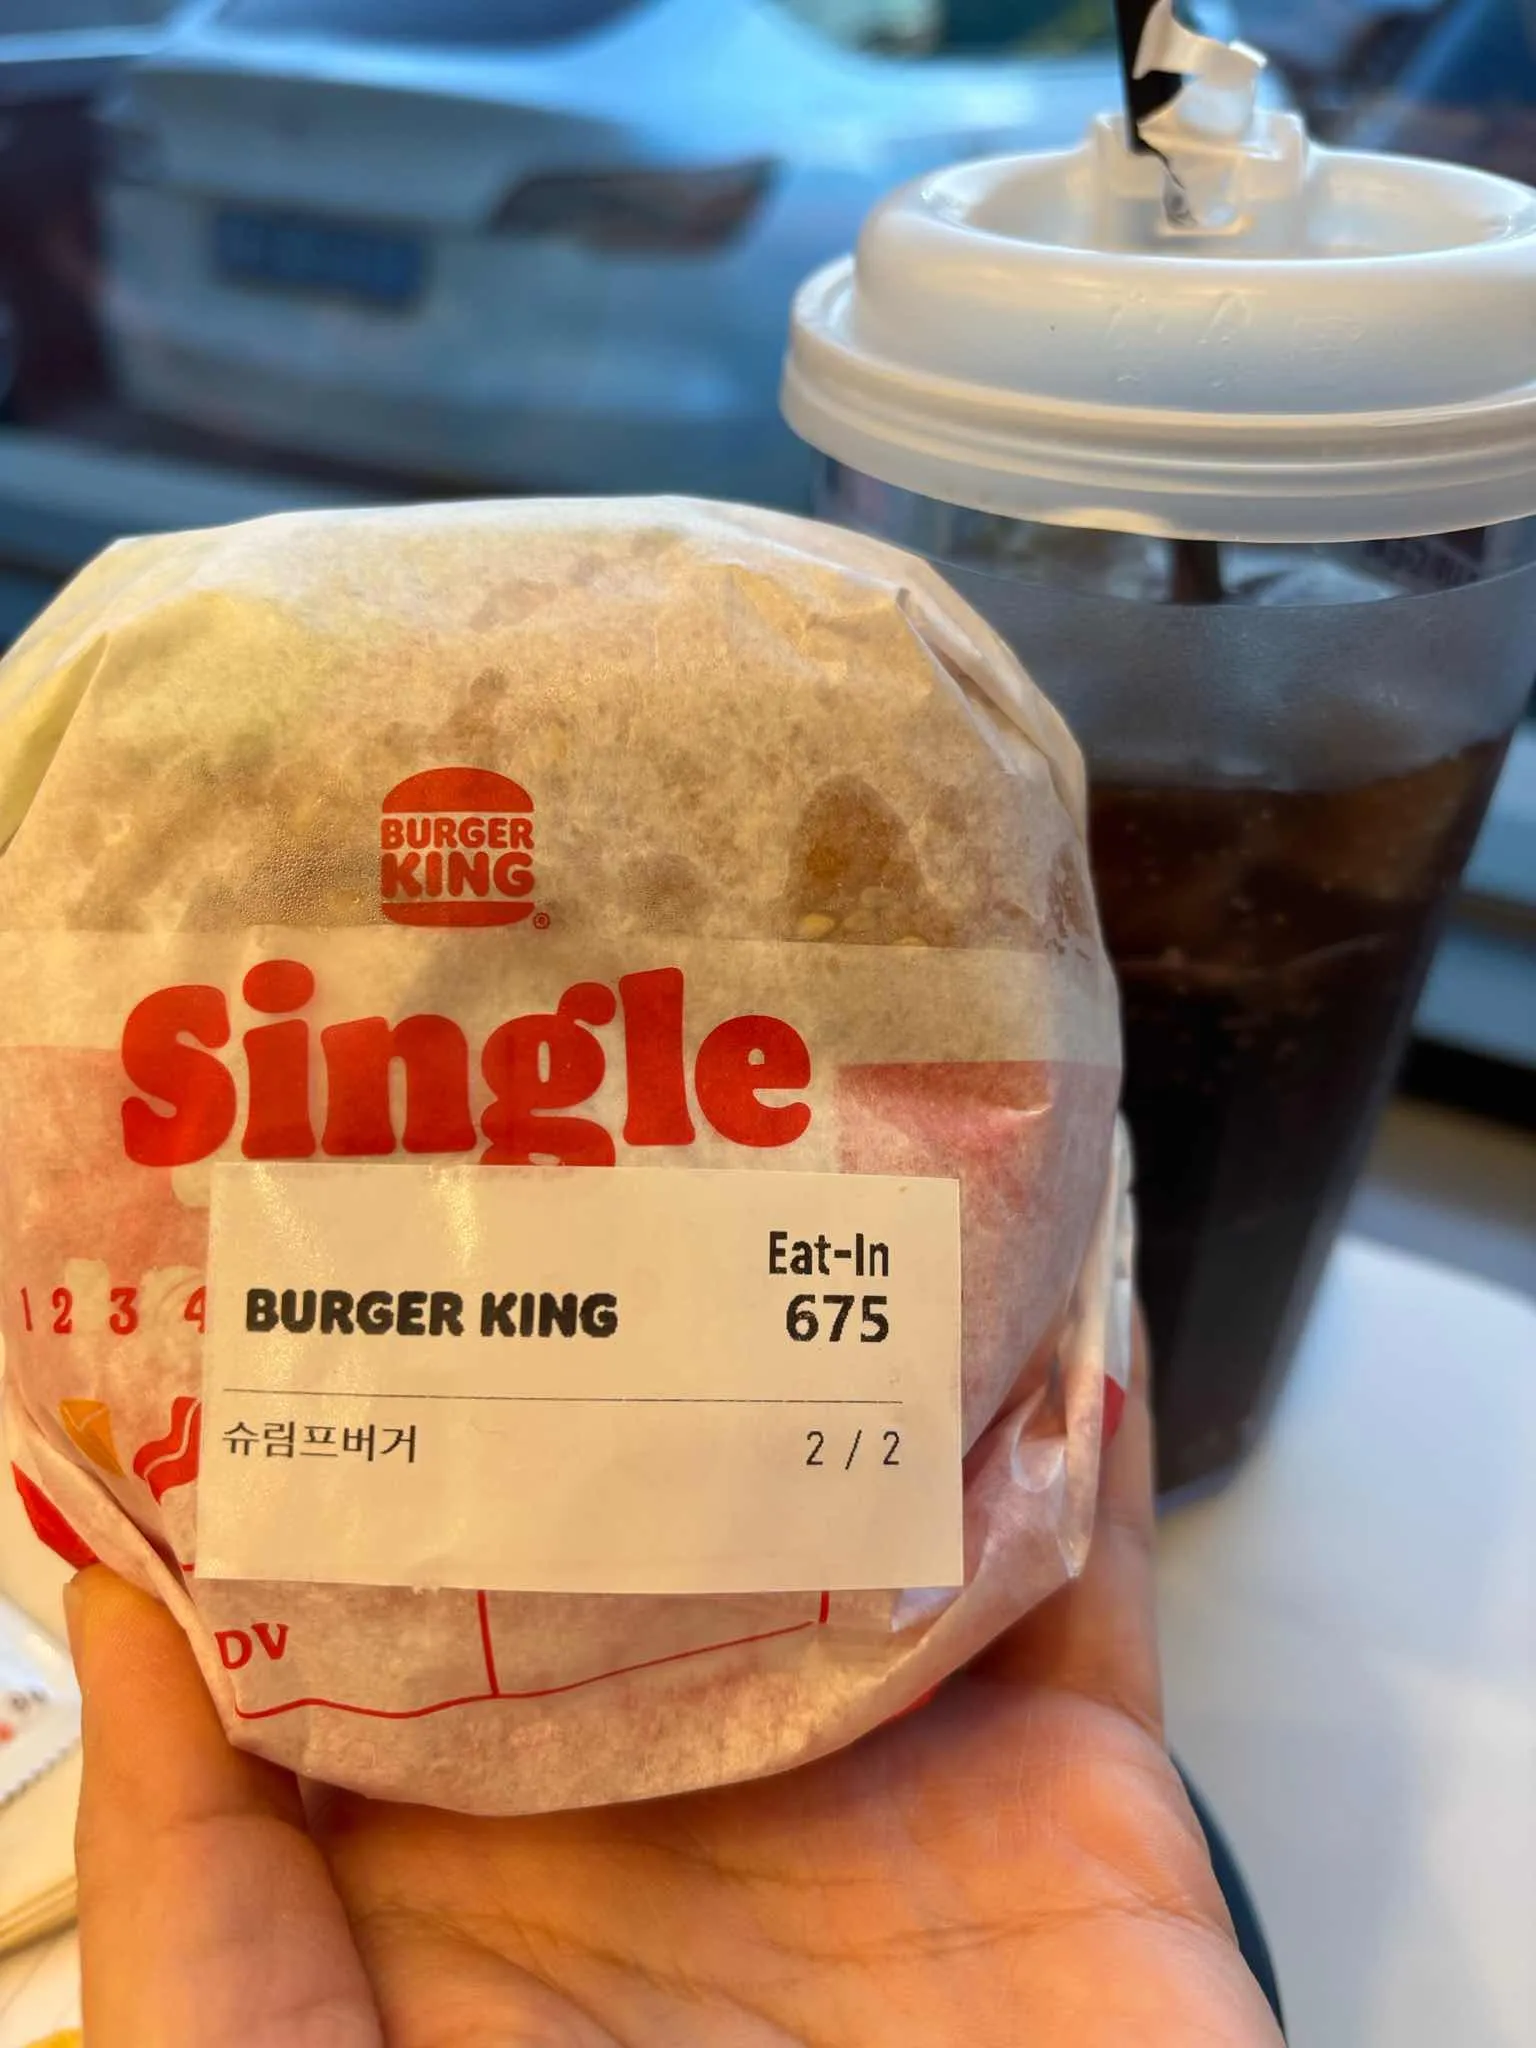 BURGER
KING
®
Single
1 2 3 4
Eat-In
BURGER KING
675
슈림프버거
2 / 2
DV